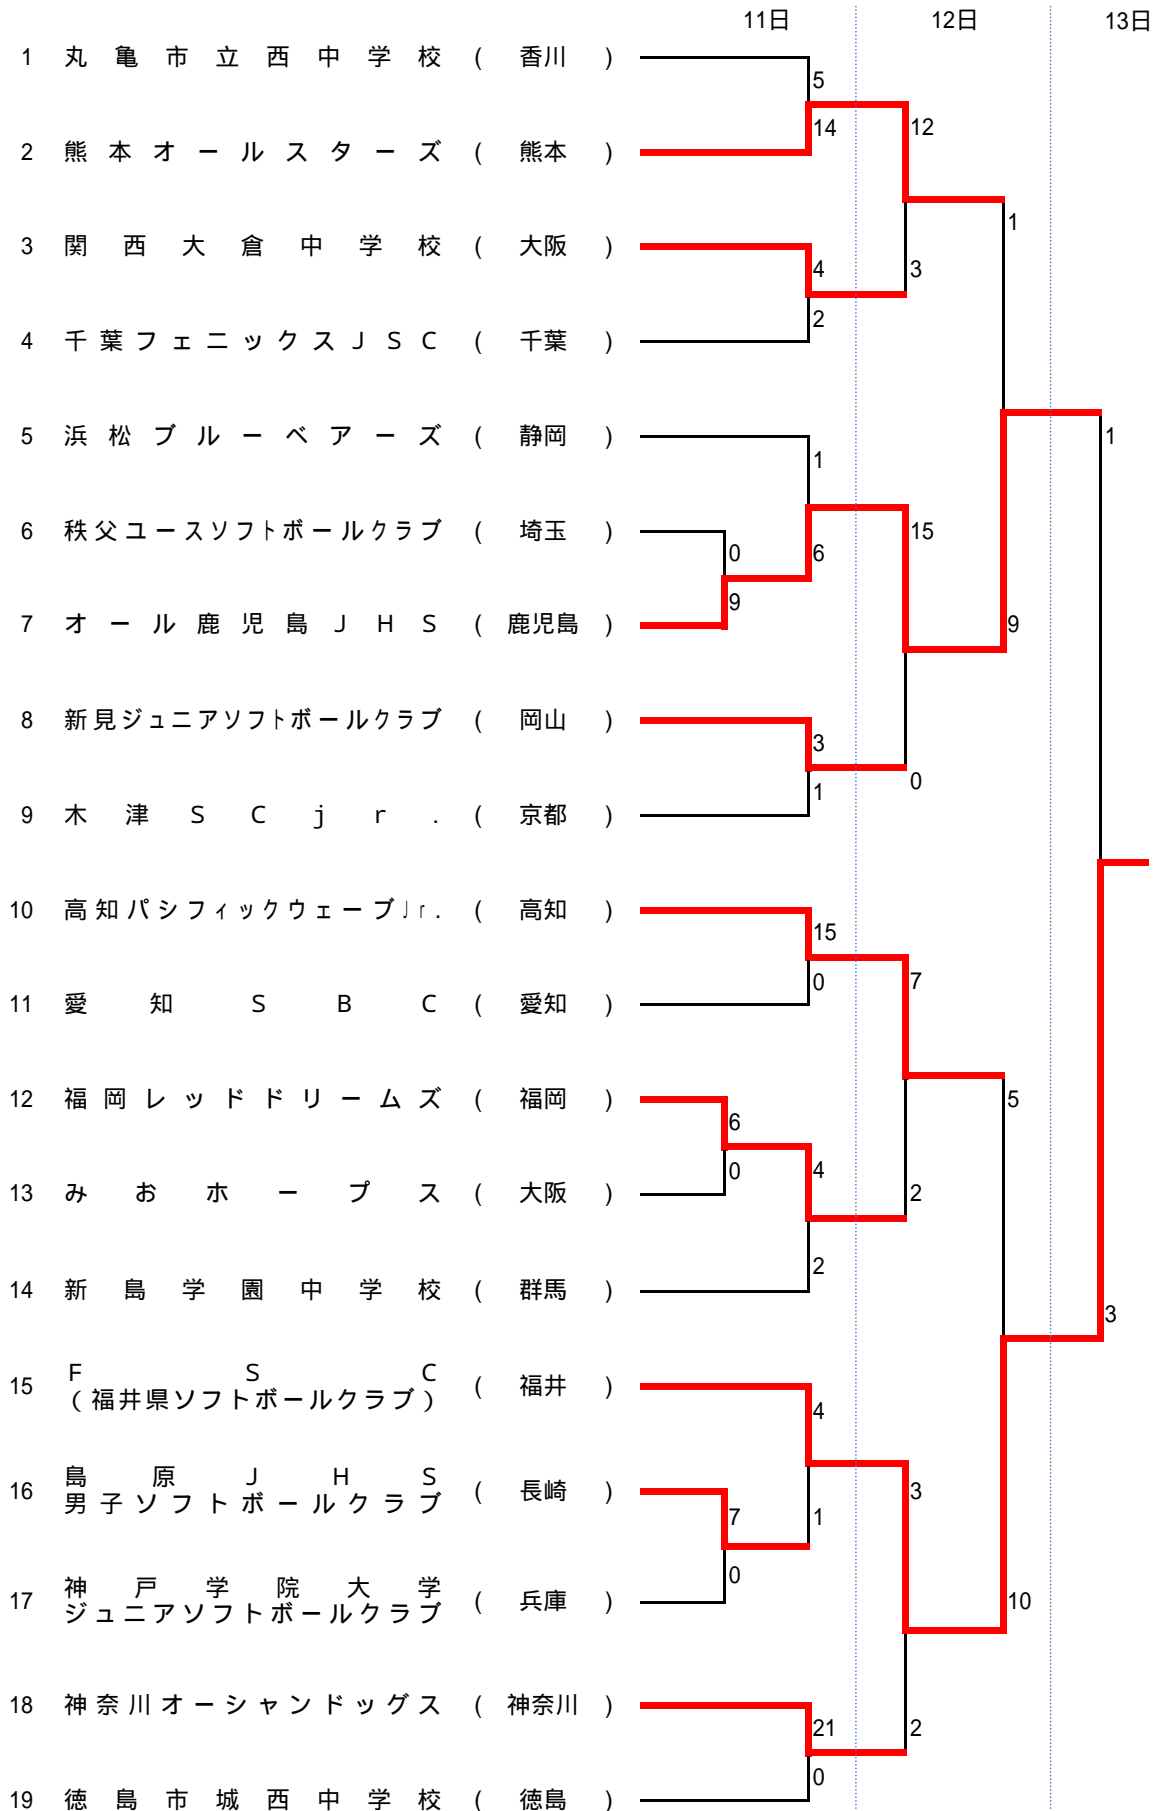 11日 12日 13日
1 丸亀市立西中学校 ( 香川 )
5
14 12
2 熊本オールスターズ ( 熊本 )
1
3 関西大倉中学校 ( 大阪 )
4 3
2
4 千葉フェニックスJSC ( 千葉 )
5 浜松ブルーベアーズ ( 静岡 )
1 1
6 秩父ユースソフトボールクラブ ( 埼玉 )
15
0 6
9
7 オール鹿児島JHS ( 鹿児島 )
9
8 新見ジュニアソフトボールクラブ ( 岡山 )
3
0
1
9 木津SCjr. ( 京都 )
10 高知パシフィックウェーブJr. ( 高知 )
15
0 7
11 愛知SBC ( 愛知 )
12 福岡レッドドリームズ ( 福岡 )
5
6
0 4
13 みおホープス ( 大阪 )
2
2
14 新島学園中学校 ( 群馬 )
3
FSC
15 (福井県ソフトボールクラブ) ( 福井 )
4
島原JHS
16 男子ソフトボールクラブ ( 長崎 )
3
7 1
0
神戸学院大学
17 ジュニアソフトボールクラブ ( 兵庫 )
10
18 神奈川オーシャンドッグス ( 神奈川 )
21 2
0
19 徳島市城西中学校 ( 徳島 )